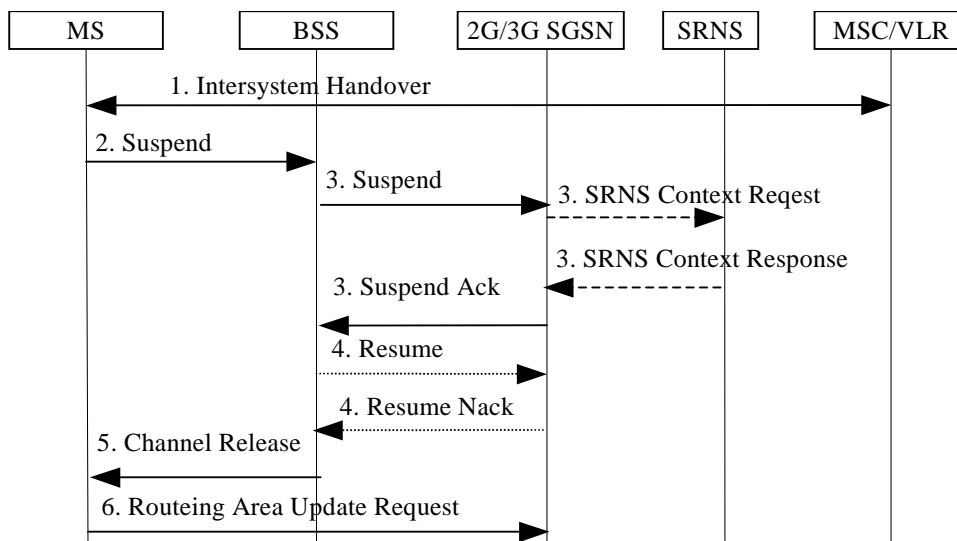 MS
BSS
2G/3G SGSN
SRNS
MSC/VLR
1. Intersystem Handover
2. Suspend
3. Suspend
3. SRNS Context Reqest
3. SRNS Context Response
3. Suspend Ack
4. Resume
4. Resume Nack
5. Channel Release
6. Routeing Area Update Request